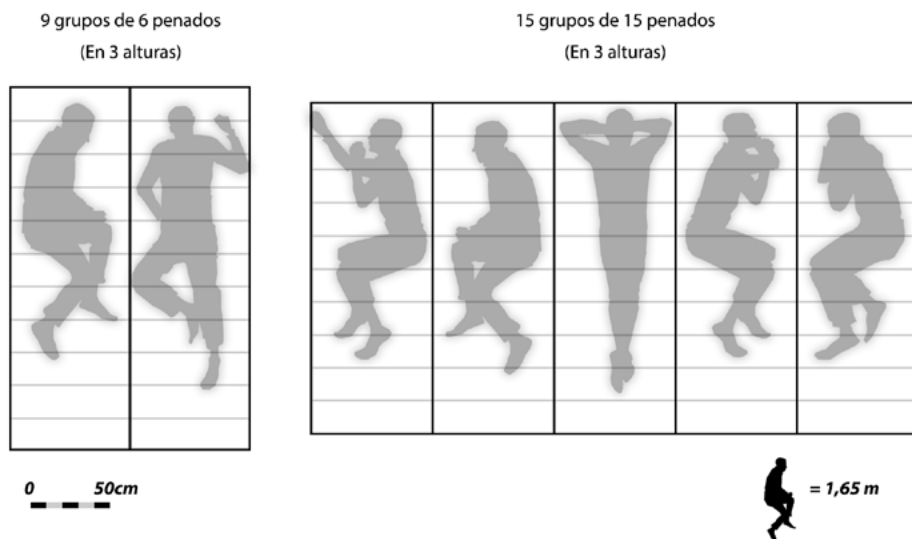 9 grupos de 6 penados
(En 3 alturas)
15 grupos de 15 penados
(En 3 alturas)
0 50cm
= 1,65 m